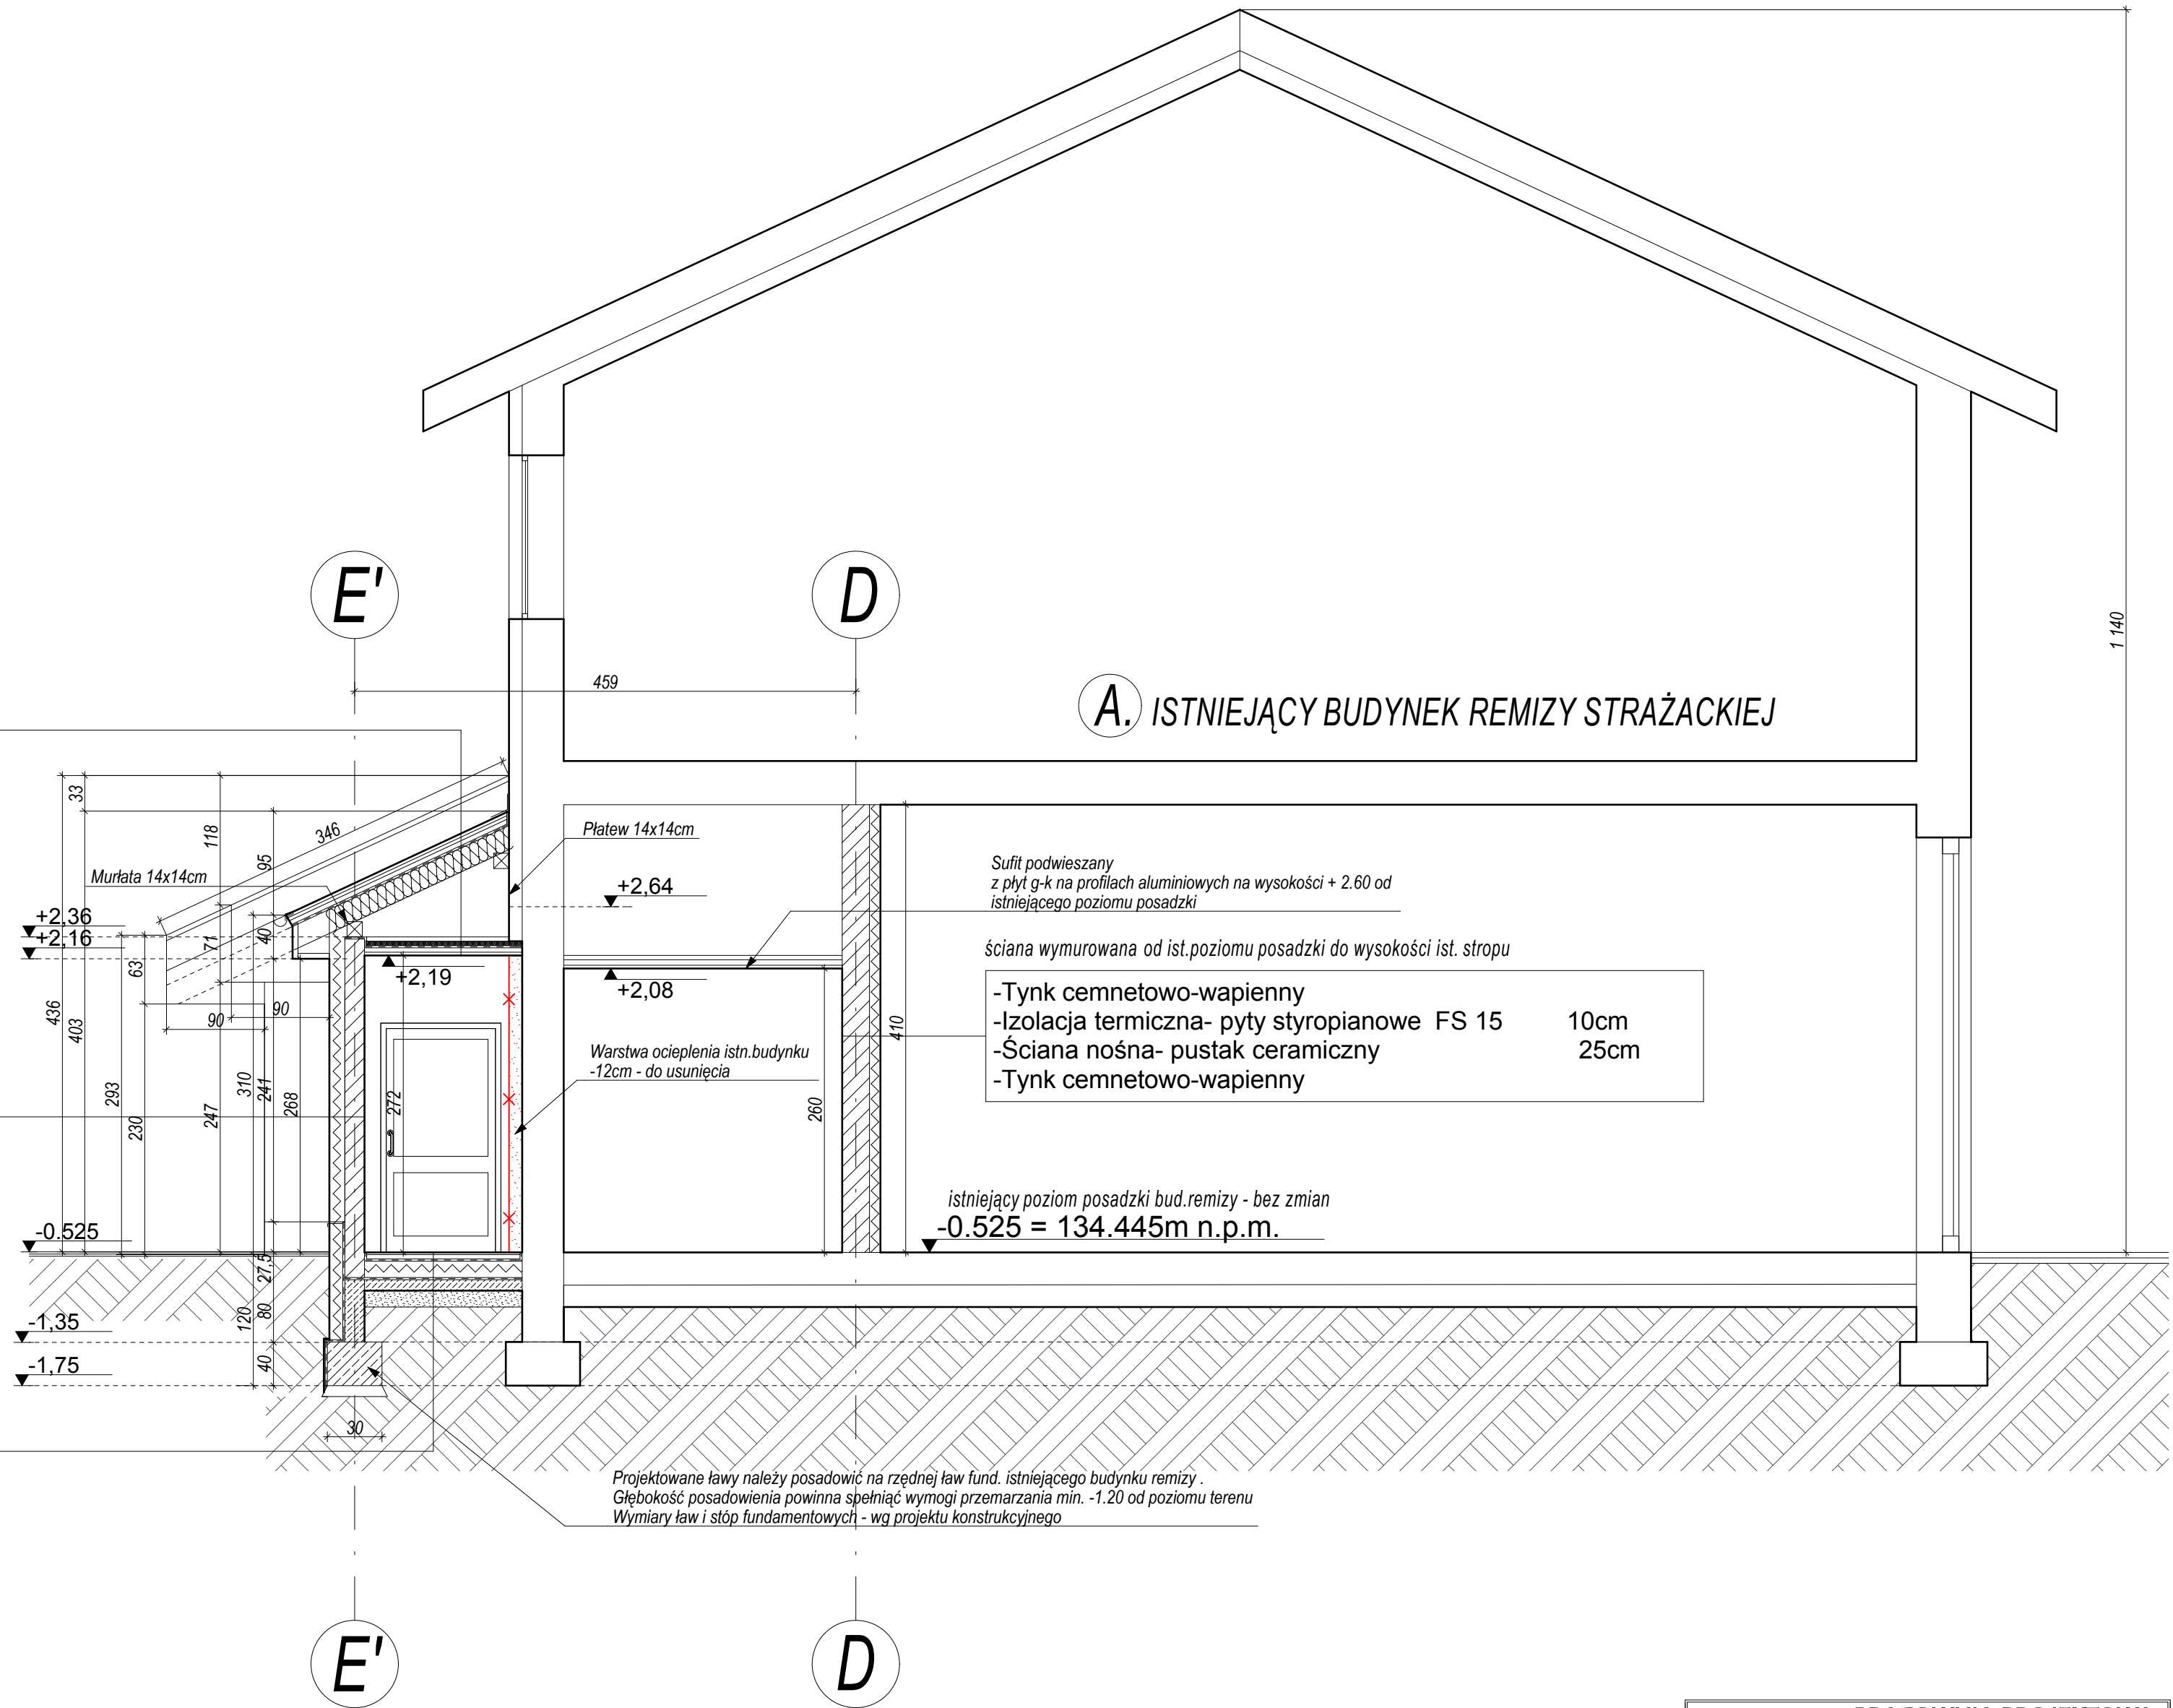 1 140
E'
D
459
A. ISTNIEJĄCY BUDYNEK REMIZY STRAŻACKIEJ
33
118
346
95
Płatew 14x14cm
Murłata 14x14cm
+2,64
Sufit podwieszany
z płyt g-k na profilach aluminiowych na wysokości + 2.60 od
istniejącego poziomu posadzki
+2,36
+2,16
71
40
63
ściana wymurowana od ist.poziomu posadzki do wysokości ist. stropu
+2,19
+2,08
-Tynk cemnetowo-wapienny
-Izolacja termiczna- pyty styropianowe FS 15 10cm
-Ściana nośna- pustak ceramiczny 25cm
-Tynk cemnetowo-wapienny
436
403
90
90
410
Warstwa ocieplenia istn.budynku
-12cm - do usunięcia
293
230
247
310
241
268
272
260
istniejący poziom posadzki bud.remizy - bez zmian
-0.525 = 134.445m n.p.m.
-0.525
27,5
120
80
-1,35
-1,75
40
30
Projektowane ławy należy posadowić na rzędnej ław fund. istniejącego budynku remizy .
Głębokość posadowienia powinna spełniąć wymogi przemarzania min. -1.20 od poziomu terenu
Wymiary ław i stóp fundamentowych - wg projektu konstrukcyjnego
E'
D